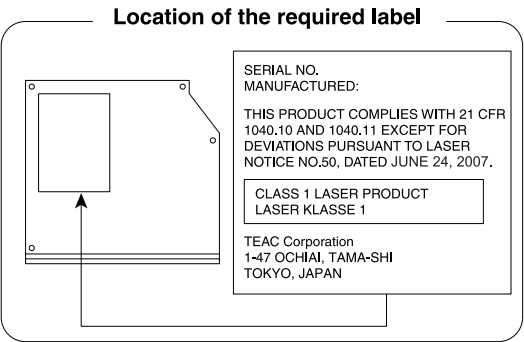 Location of the required label
SERIAL NO.
MANUFACTURED:
THIS PRODUCT COMPLIES WITH 21 CFR
1040.10 AND 1040.11 EXCEPT FOR
DEVIATIONS PURSUANT TO LASER
NOTICE NO.50, DATED JUNE 24, 2007.
CLASS 1 LASER PRODUCT
LASER KLASSE 1
TEAC Corporation
1-47 OCHIAI, TAMA-SHI
TOKYO, JAPAN